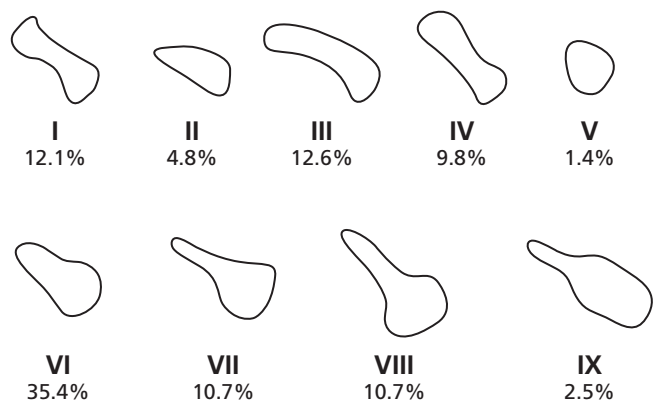 I II III IV V
12.1% 4.8% 12.6% 9.8% 1.4%
VI VII VIII IX
35.4% 10.7% 10.7% 2.5%